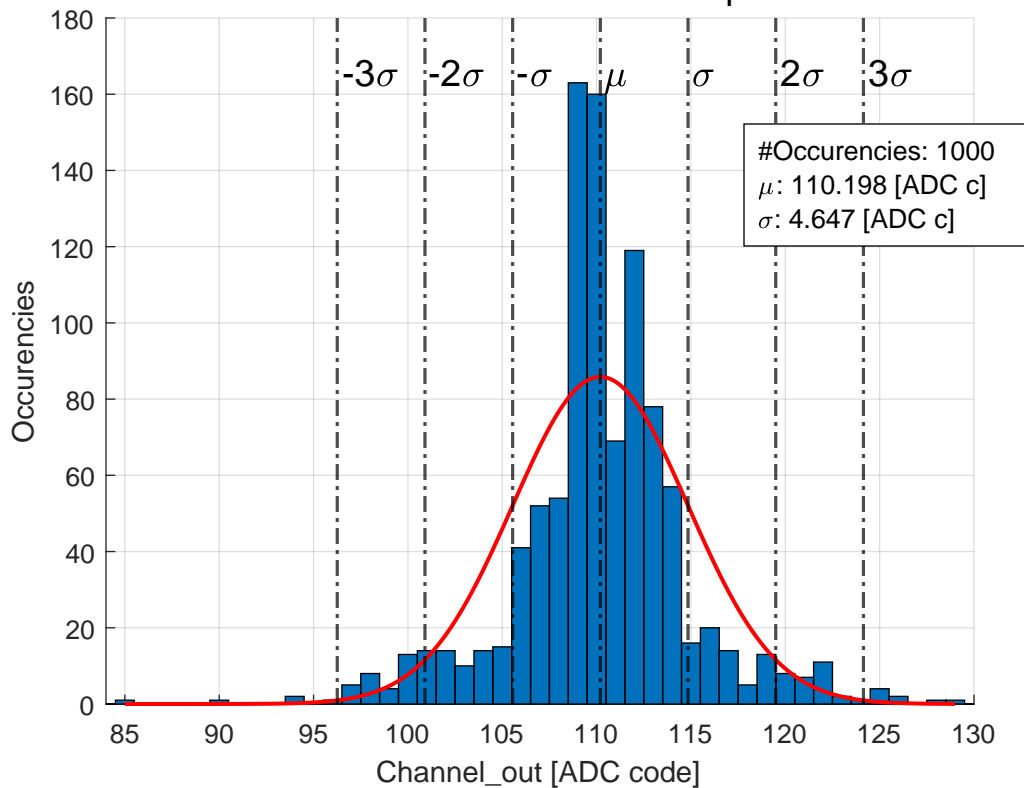 180
160
140
120
100
80
60
40
20
0
Occurencies
-3σ
-2σ
-σ
μ
σ
2σ
3σ
#Occurencies: 1000
μ: 110.198 [ADC c]
σ: 4.647 [ADC c]
85 90 95 100 105 110 115 120 125 130
Channel_out [ADC code]